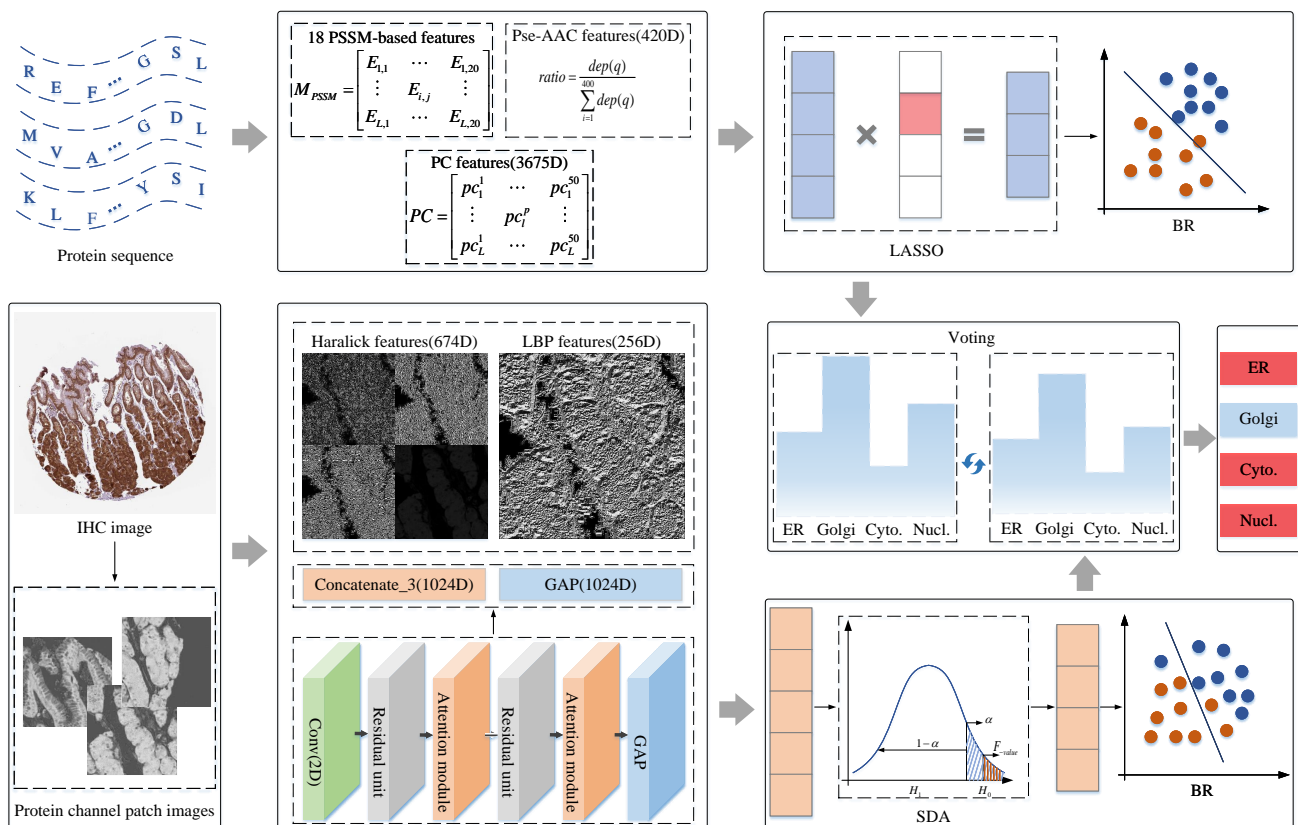 R E F ... G S L
M V A ... G D L
K L F ... Y S I
Protein sequence
18 PSSM-based features
M_PSSM = [E_1,1 ⋯ E_1,20
⋮ E_i,j ⋮
E_L,1 ⋯ E_L,20]
Pse-AAC features(420D)
ratio = dep(q) / ∑_{i=1}^{400} dep(q)
PC features(3675D)
PC = [pc_1^1 ⋯ pc_1^50
⋮ pc_l^p ⋮
pc_L^1 ⋯ pc_L^50]
× =
LASSO
BR
IHC image
Protein channel patch images
Haralick features(674D)
LBP features(256D)
Concatenate_3(1024D)
GAP(1024D)
Conv(2D)
Residual unit
Attention module
Residual unit
Attention module
GAP
Voting
ER Golgi Cyto. Nucl.
ER Golgi Cyto. Nucl.
ER
Golgi
Cyto.
Nucl.
α
1-α
F-value
H_1
H_0
SDA
BR